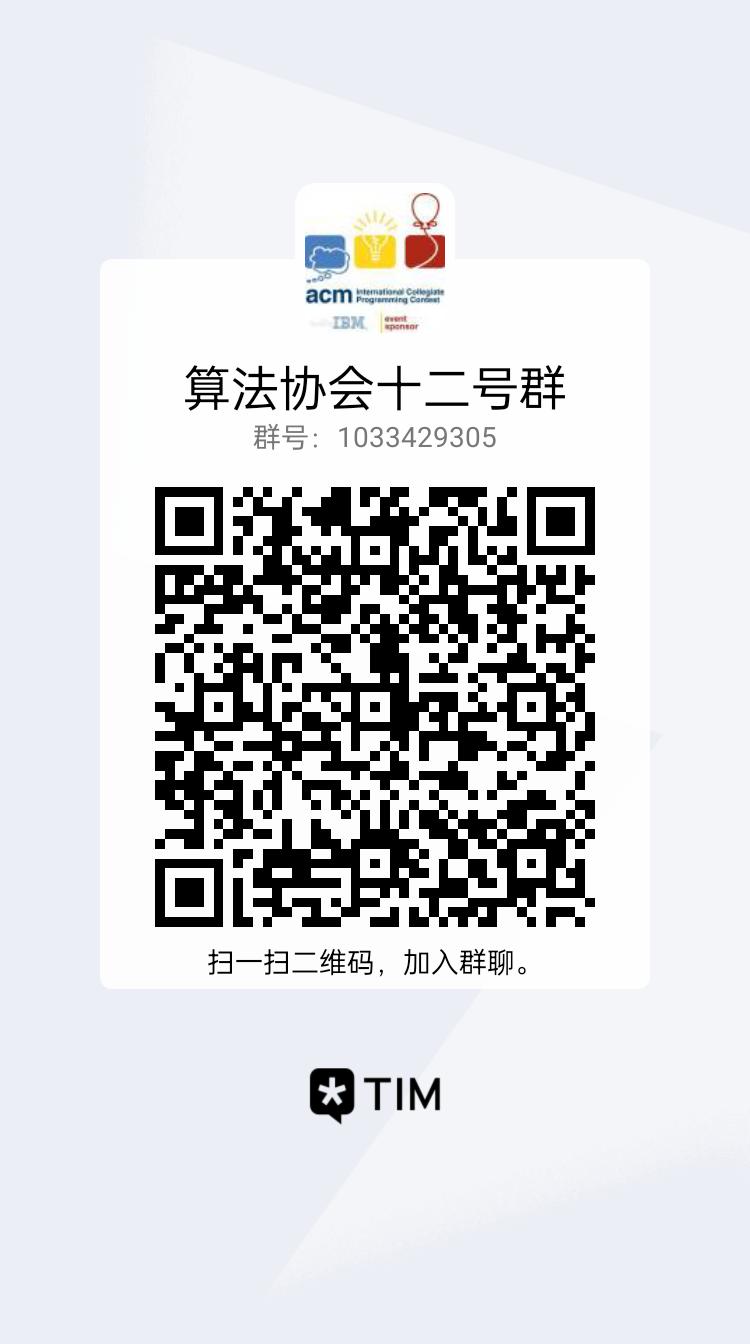 acm International Collegiate
Programming Contest
IBM. event
sponsor
算法协会十二号群
群号：1033429305
扫一扫二维码，加入群聊。
TIM